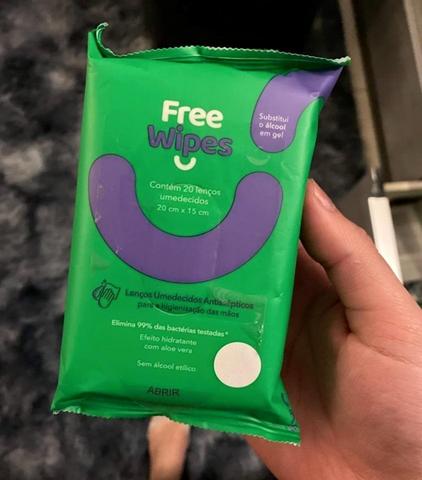 Free
Wipes
Substitui
o álcool
em gel
Contém 20 lenços
umedecidos
20 cm x 15 cm
Lenços Umedecidos Antissépticos
para a higienização das mãos
Elimina 99% das bactérias testadas*
Efeito hidratante
com aloe vera
Sem álcool etílico
ABRIR